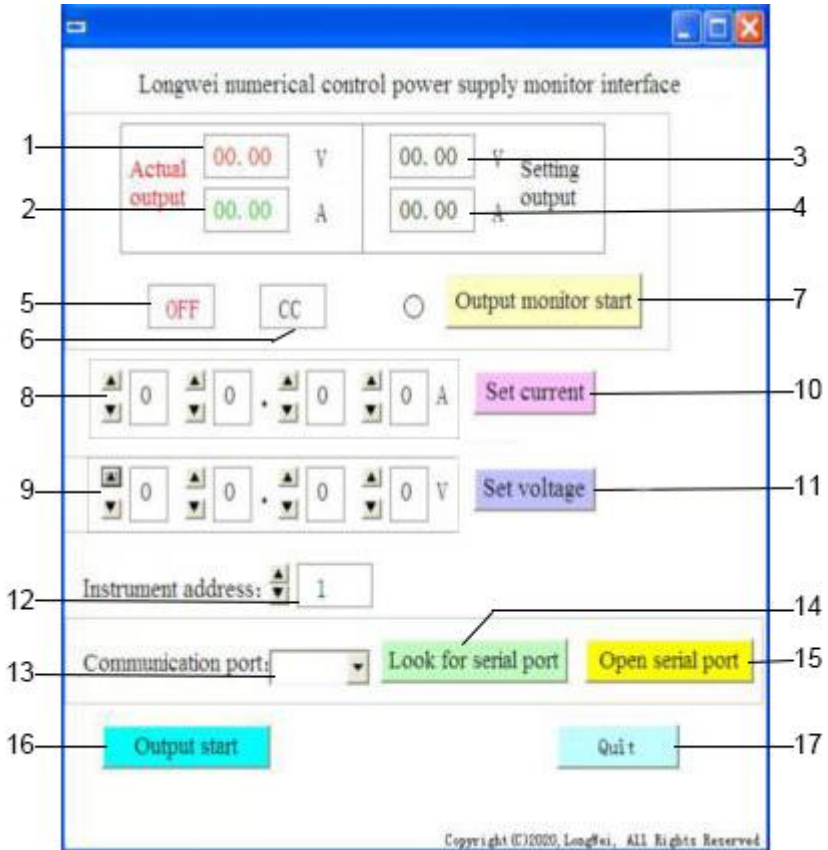 Longwei numerical control power supply monitor interface
1 Actual output 00.00 V 00.00 V Setting output 3
2 00.00 A 00.00 A 4
5 OFF CC Output monitor start 7
6
8 0 0 . 0 0 A Set current 10
9 0 0 . 0 0 V Set voltage 11
12 Instrument address: 1
14
13 Communication port: Look for serial port Open serial port 15
16 Output start Quit 17
Copyright (C)2020, LongWei, All Rights Reserved